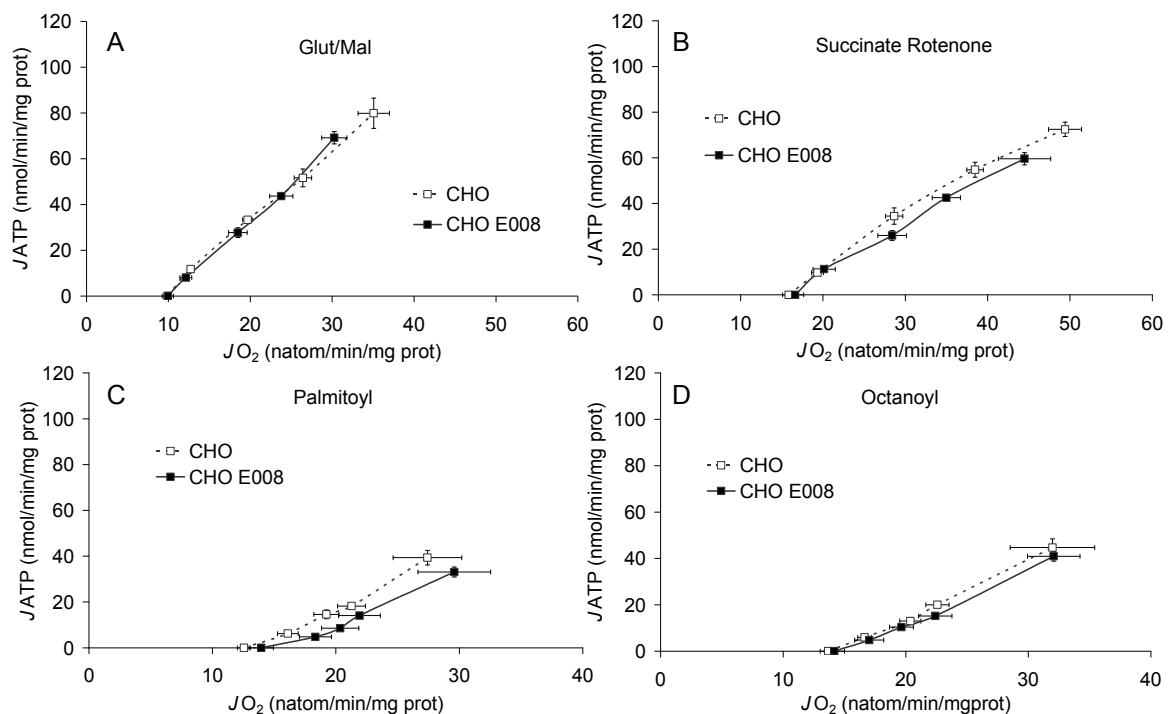 A
Glut/Mal
JATP (nmol/min/mg prot)
120
100
80
60
40
20
0
CHO
CHO E008
0 10 20 30 40 50 60
JO2 (natom/min/mg prot)
B
Succinate Rotenone
JATP (nmol/min/mg prot)
120
100
80
60
40
20
0
CHO
CHO E008
0 10 20 30 40 50 60
JO2 (natom/min/mg prot)
C
Palmitoyl
JATP (nmol/min/mg prot)
120
100
80
60
40
20
0
CHO
CHO E008
0 10 20 30 40
JO2 (natom/min/mg prot)
D
Octanoyl
JATP (nmol/min/mg prot)
120
100
80
60
40
20
0
CHO
CHO E008
0 10 20 30 40
JO2 (natom/min/mgprot)